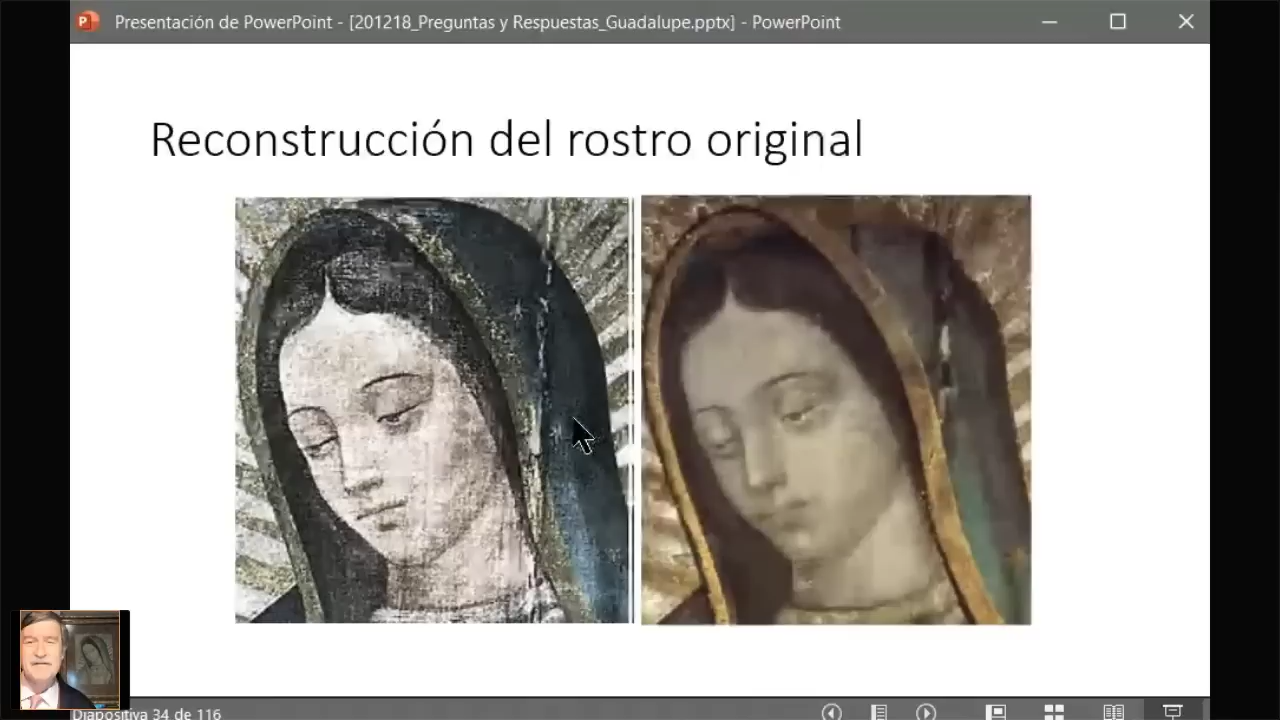 Presentación de PowerPoint - [201218_Preguntas y Respuestas_Guadalupe.pptx] - PowerPoint
Reconstrucción del rostro original
Diapositiva 34 de 116